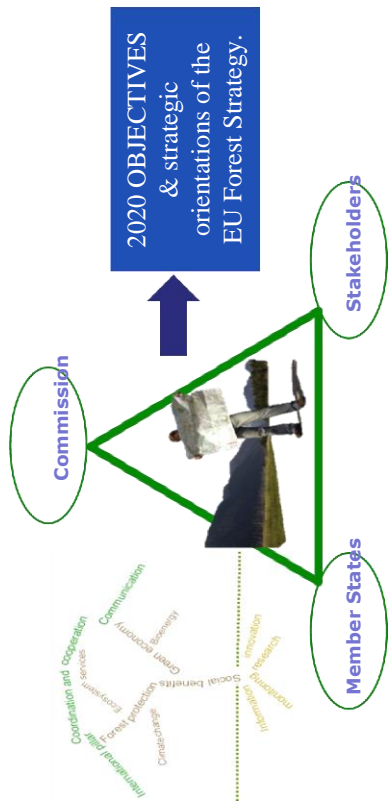 Coordination and cooperation
Communication
International pillar
Ecosystem
e-services
Green economy
Bioenergy
Forest protection
Climate change
Social benefits
innovation
research
monitoring
Information
Commission
Member States
Stakeholders
2020 OBJECTIVES
& strategic
orientations of the
EU Forest Strategy.